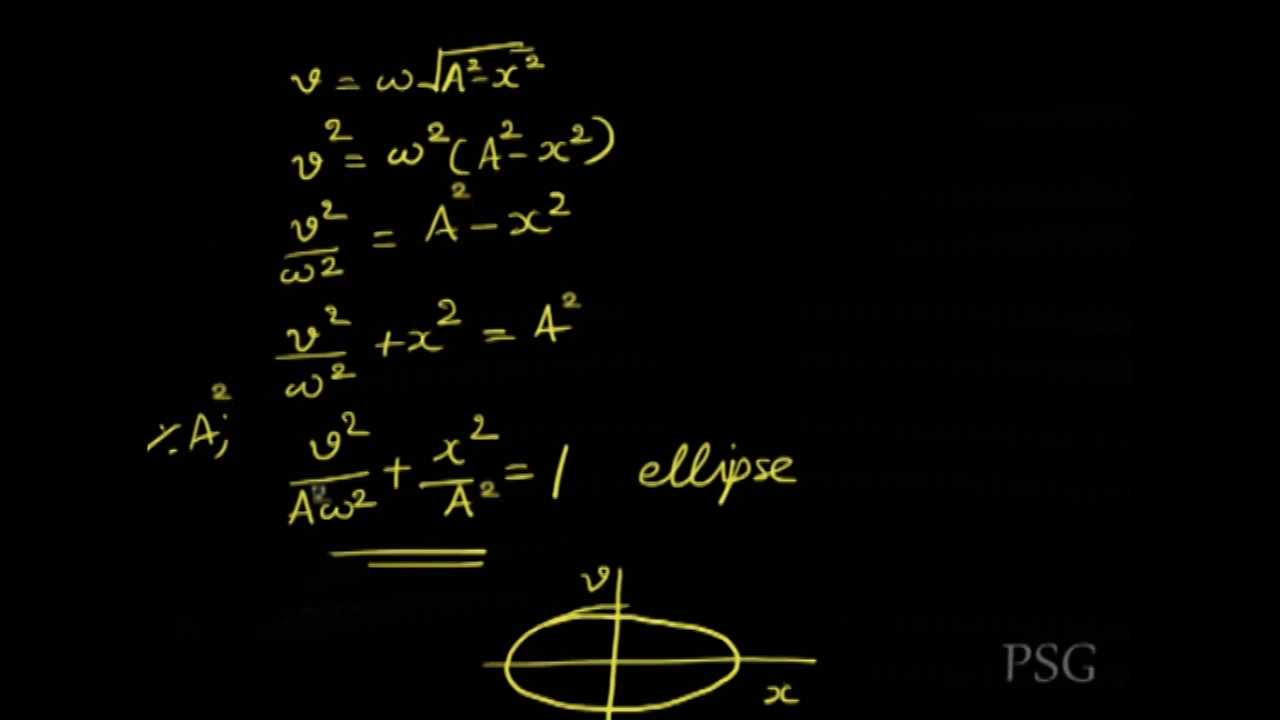 v = ω√(A² - x²)
v² = ω²(A² - x²)
v²/ω² = A² - x²
v²/ω² + x² = A²
÷ A²;
v²/A²ω² + x²/A² = 1 ellipse
v
x
PSG